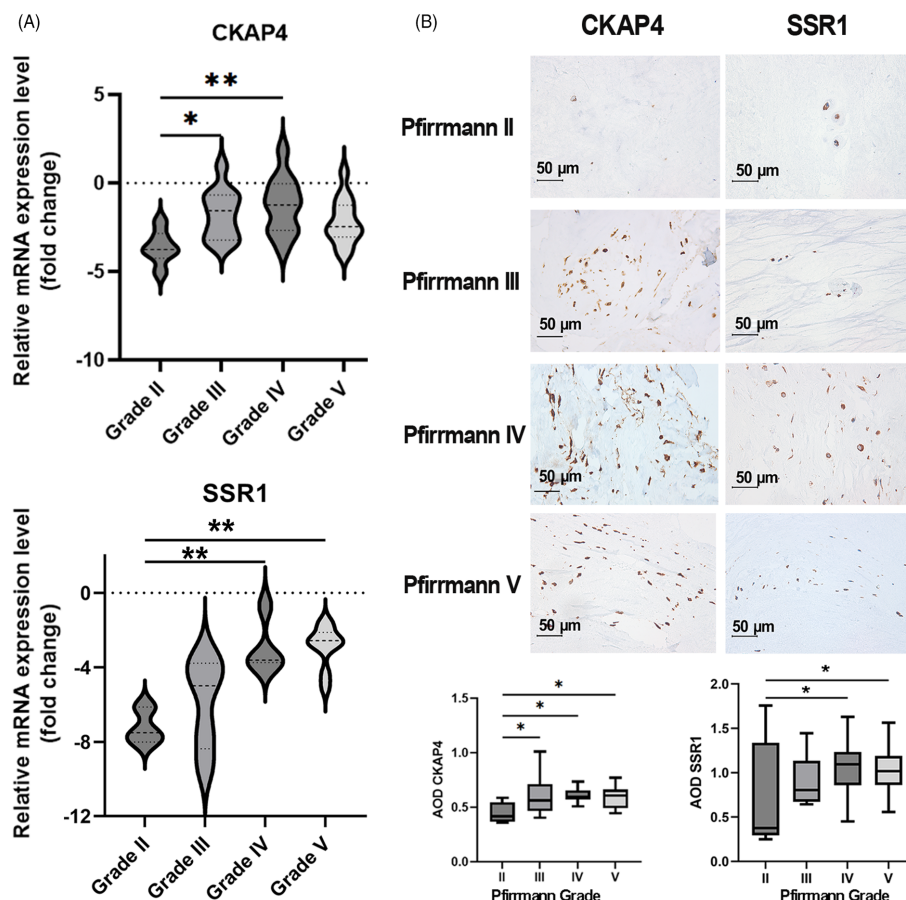 (A)
CKAP4
**
*
Relative mRNA expression level
(fold change)
5
0
-5
-10
Grade II
Grade III
Grade IV
Grade V
SSR1
**
**
Relative mRNA expression level
(fold change)
0
-4
-8
-12
Grade II
Grade III
Grade IV
Grade V
(B)
CKAP4
SSR1
Pfirrmann II
50 µm
50 µm
Pfirrmann III
50 µm
50 µm
Pfirrmann IV
50 µm
50 µm
Pfirrmann V
50 µm
50 µm
AOD CKAP4
1.5
1.0
0.5
0.0
*
*
*
II
III
IV
V
Pfirrmann Grade
AOD SSR1
2.0
1.5
1.0
0.5
0.0
*
*
II
III
IV
V
Pfirrmann Grade